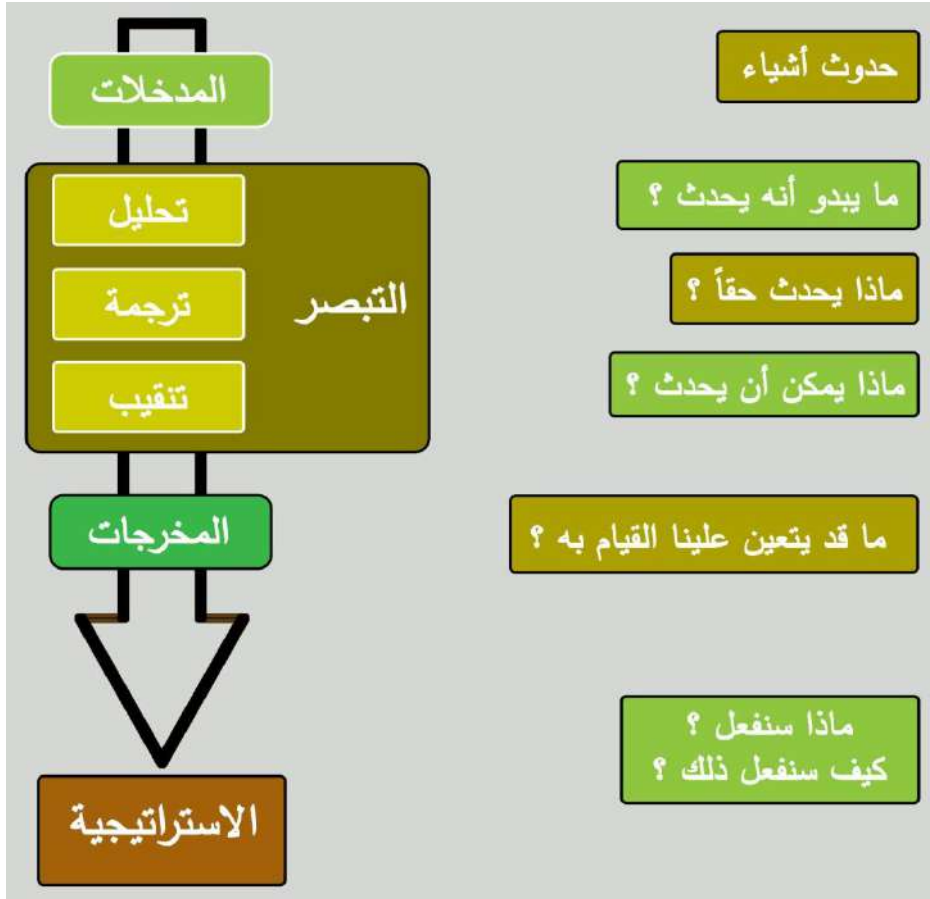 حدوث أشياء
المدخلات
ما يبدو أنه يحدث ؟
تحليل
ماذا يحدث حقاً ؟
التبصر
ترجمة
ماذا يمكن أن يحدث ؟
تنقيب
ما قد يتعين علينا القيام به ؟
المخرجات
ماذا سنفعل ؟
كيف سنفعل ذلك ؟
الاستراتيجية